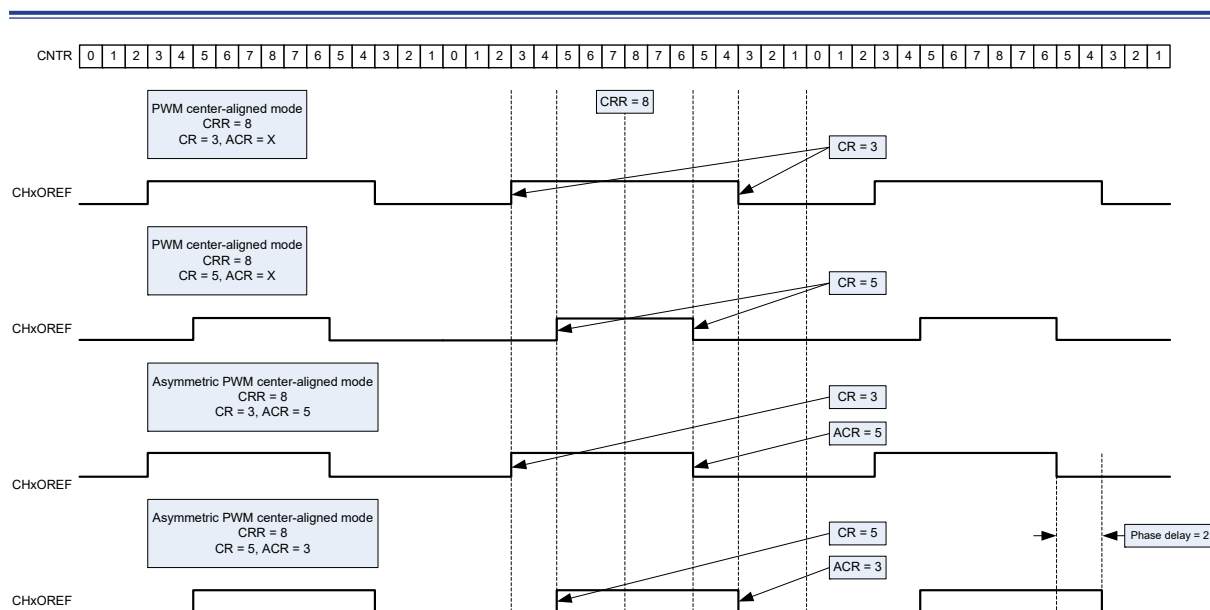 CNTR 0 1 2 3 4 5 6 7 8 7 6 5 4 3 2 1 0 1 2 3 4 5 6 7 8 7 6 5 4 3 2 1 0 1 2 3 4 5 6 7 8 7 6 5 4 3 2 1
PWM center-aligned mode
CRR = 8
CR = 3, ACR = X
CRR = 8
CR = 3
CHxOREF
PWM center-aligned mode
CRR = 8
CR = 5, ACR = X
CR = 5
CHxOREF
Asymmetric PWM center-aligned mode
CRR = 8
CR = 3, ACR = 5
CR = 3
ACR = 5
CHxOREF
Asymmetric PWM center-aligned mode
CRR = 8
CR = 5, ACR = 3
CR = 5
ACR = 3
Phase delay = 2
CHxOREF